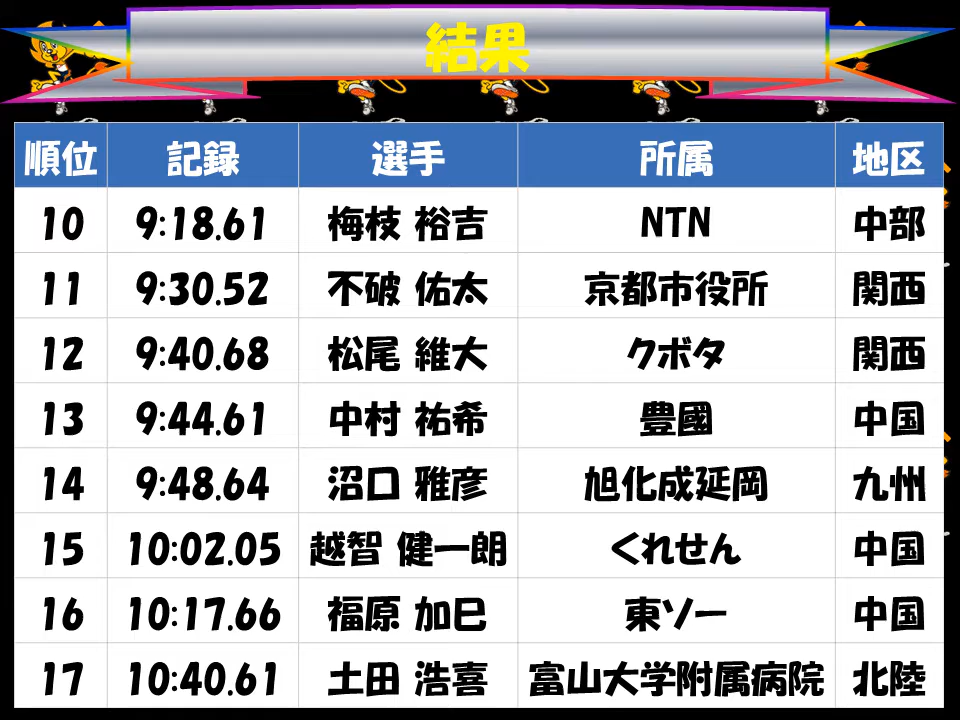 結果
順位 記録 選手 所属 地区
10 9:18.61 梅枝 裕吉 NTN 中部
11 9:30.52 不破 佑太 京都市役所 関西
12 9:40.68 松尾 維大 クボタ 関西
13 9:44.61 中村 祐希 豊國 中国
14 9:48.64 沼口 雅彦 旭化成延岡 九州
15 10:02.05 越智 健一朗 くれせん 中国
16 10:17.66 福原 加巳 東ソー 中国
17 10:40.61 土田 浩喜 富山大学附属病院 北陸